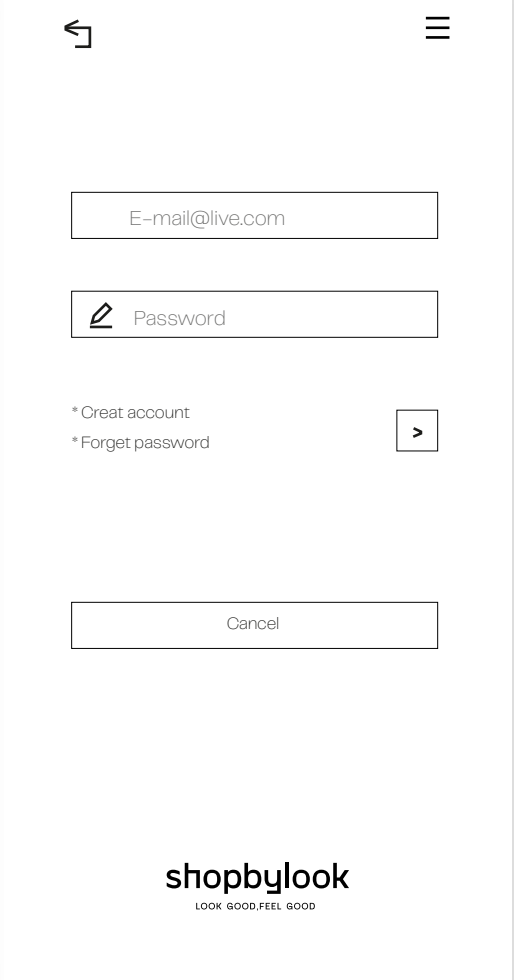 E-mail@live.com
Password
* Creat account
* Forget password
>
Cancel
shopbylook
LOOK GOOD,FEEL GOOD